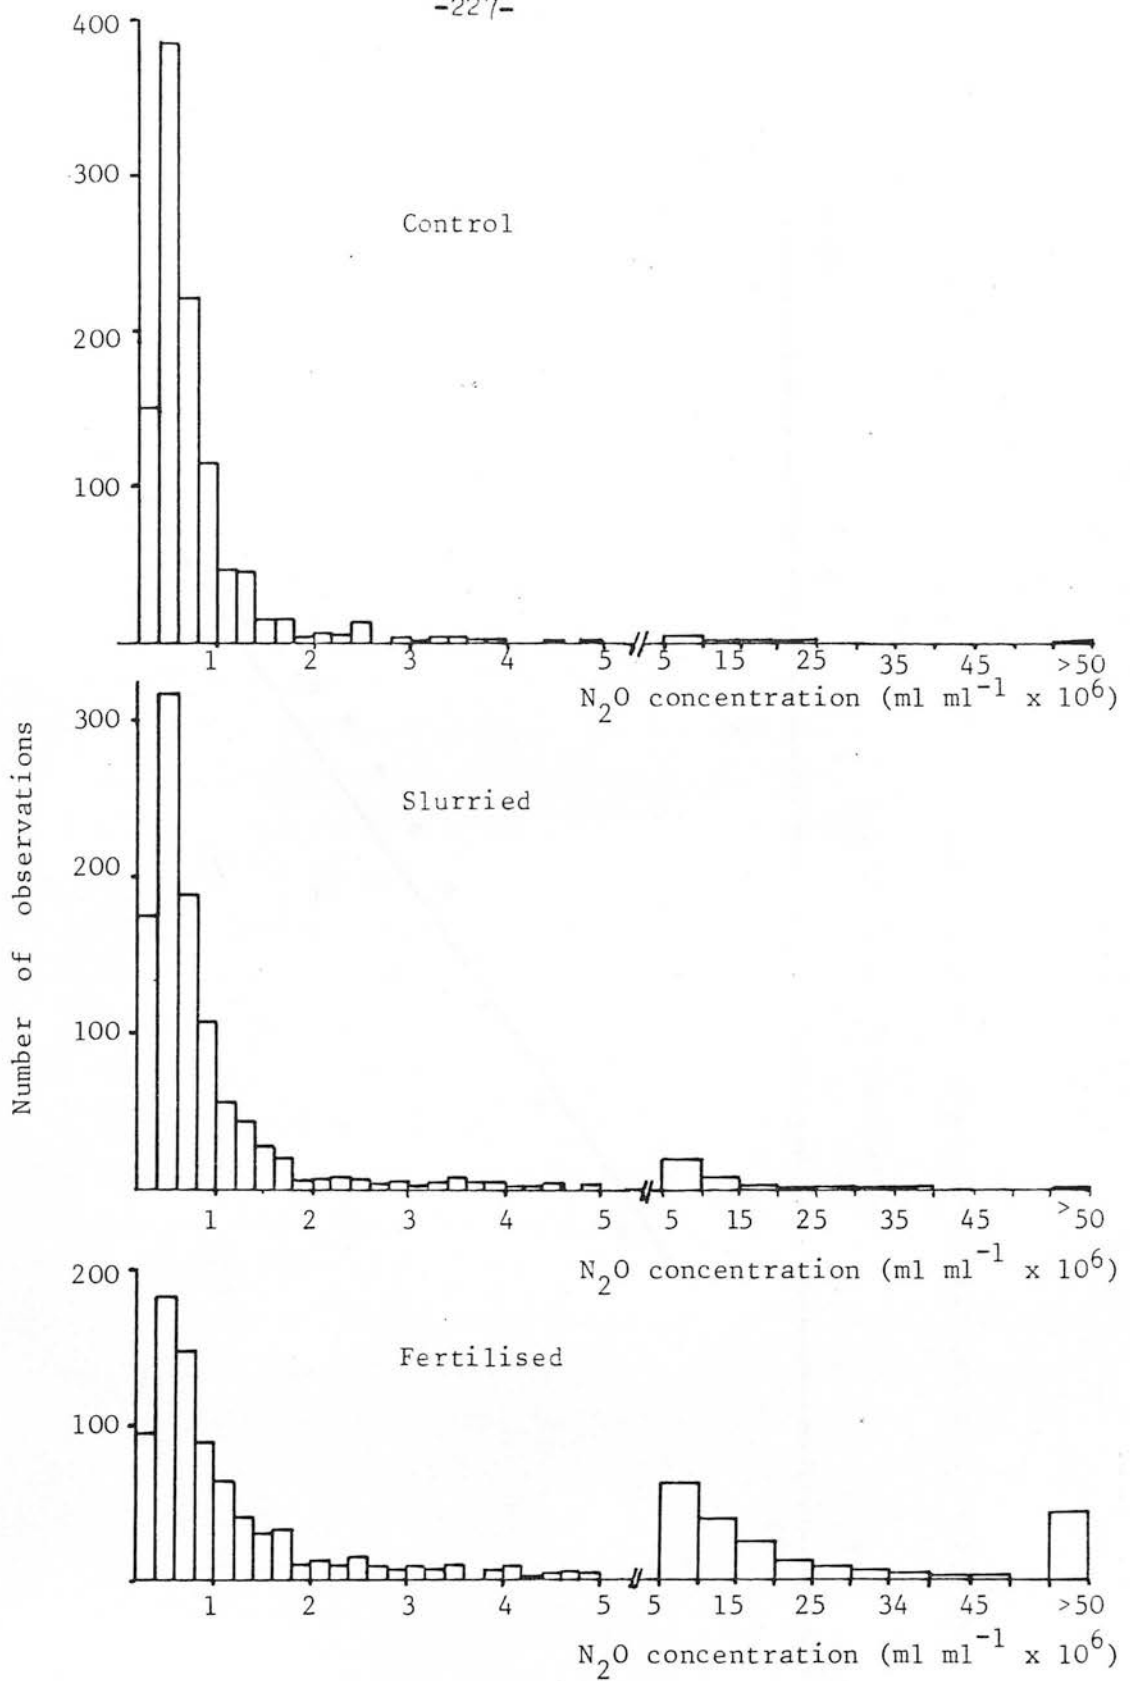 -227-
400
300
Control
200
100
1 2 3 4 5 5 15 25 35 45 >50
N₂O concentration (ml ml⁻¹ x 10⁶)
Number of observations
300
Slurried
200
100
1 2 3 4 5 5 15 25 35 45 >50
N₂O concentration (ml ml⁻¹ x 10⁶)
200
Fertilised
100
1 2 3 4 5 5 15 25 34 45 >50
N₂O concentration (ml ml⁻¹ x 10⁶)